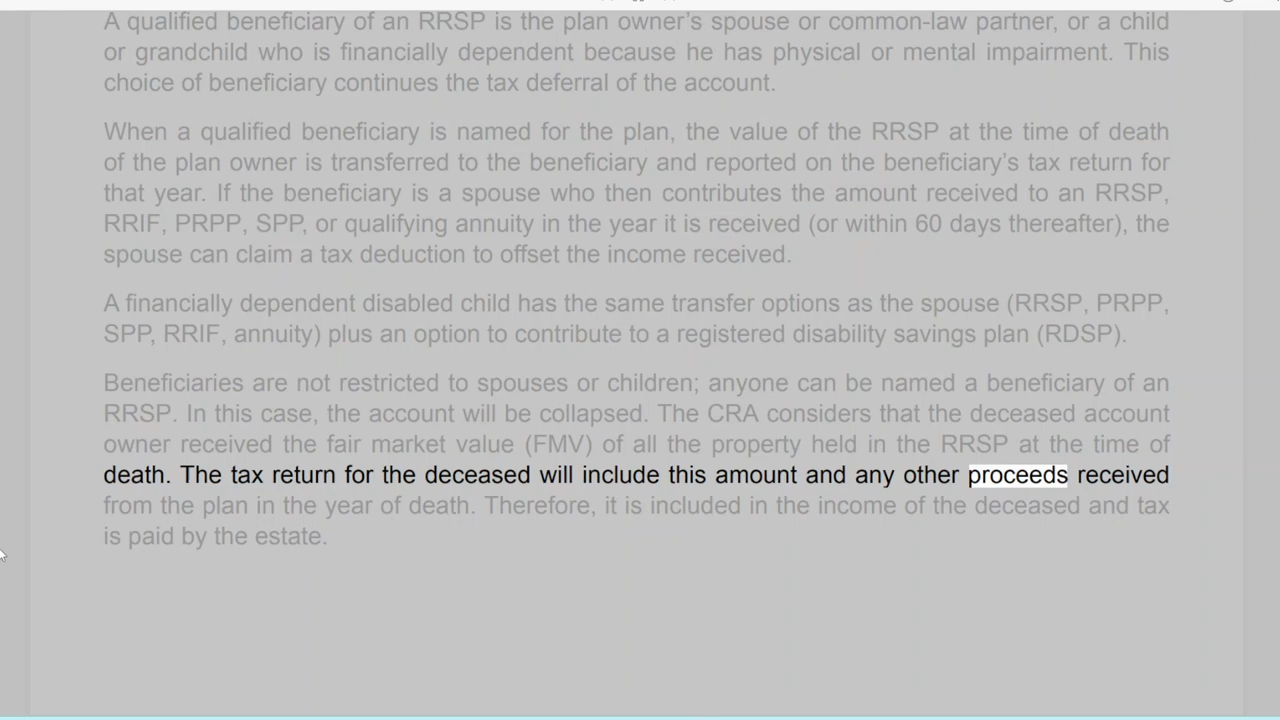 A qualified beneficiary of an RRSP is the plan owner's spouse or common-law partner, or a child
or grandchild who is financially dependent because he has physical or mental impairment. This
choice of beneficiary continues the tax deferral of the account.
When a qualified beneficiary is named for the plan, the value of the RRSP at the time of death
of the plan owner is transferred to the beneficiary and reported on the beneficiary's tax return for
that year. If the beneficiary is a spouse who then contributes the amount received to an RRSP,
RRIF, PRPP, SPP, or qualifying annuity in the year it is received (or within 60 days thereafter), the
spouse can claim a tax deduction to offset the income received.
A financially dependent disabled child has the same transfer options as the spouse (RRSP, PRPP,
SPP, RRIF, annuity) plus an option to contribute to a registered disability savings plan (RDSP).
Beneficiaries are not restricted to spouses or children; anyone can be named a beneficiary of an
RRSP. In this case, the account will be collapsed. The CRA considers that the deceased account
owner received the fair market value (FMV) of all the property held in the RRSP at the time of
death. The tax return for the deceased will include this amount and any other proceeds received
from the plan in the year of death. Therefore, it is included in the income of the deceased and tax
is paid by the estate.